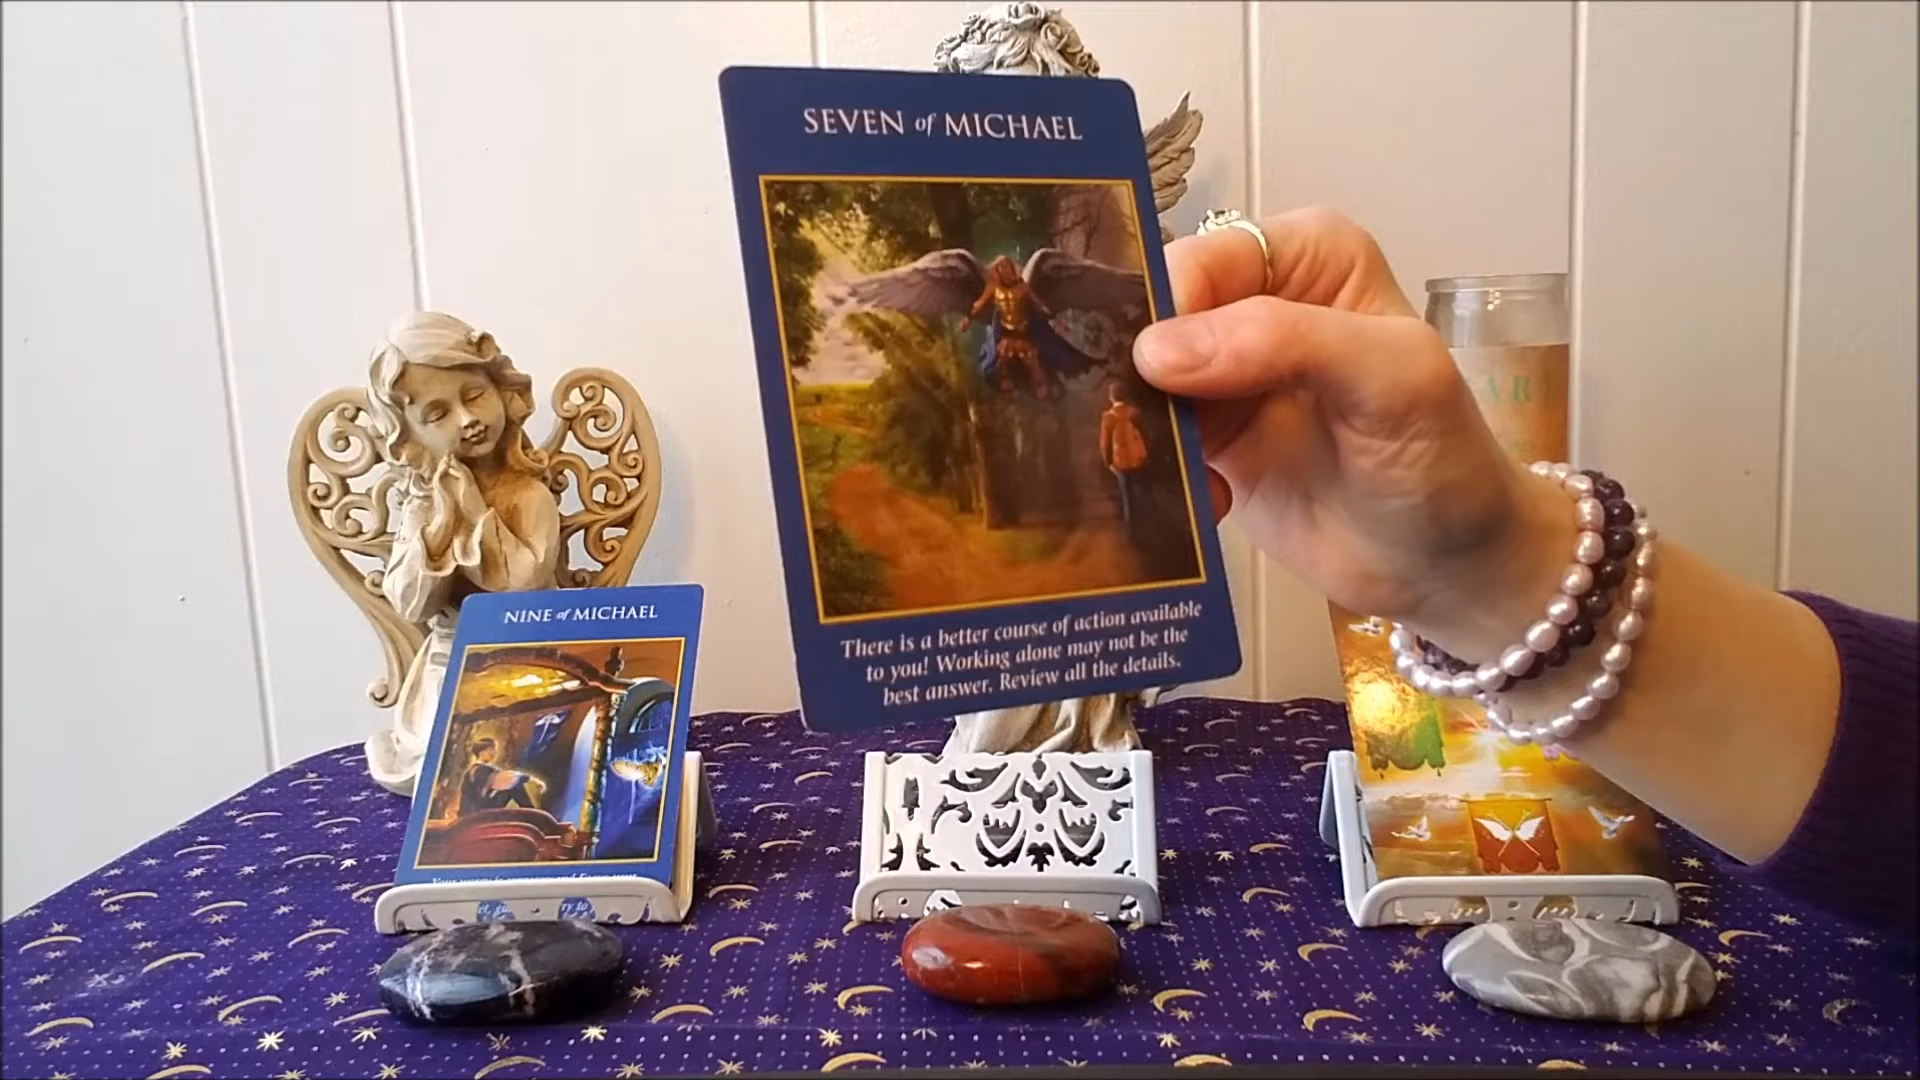 SEVEN of MICHAEL
There is a better course of action available
to you! Working alone may not be the
best answer. Review all the details.
NINE of MICHAEL